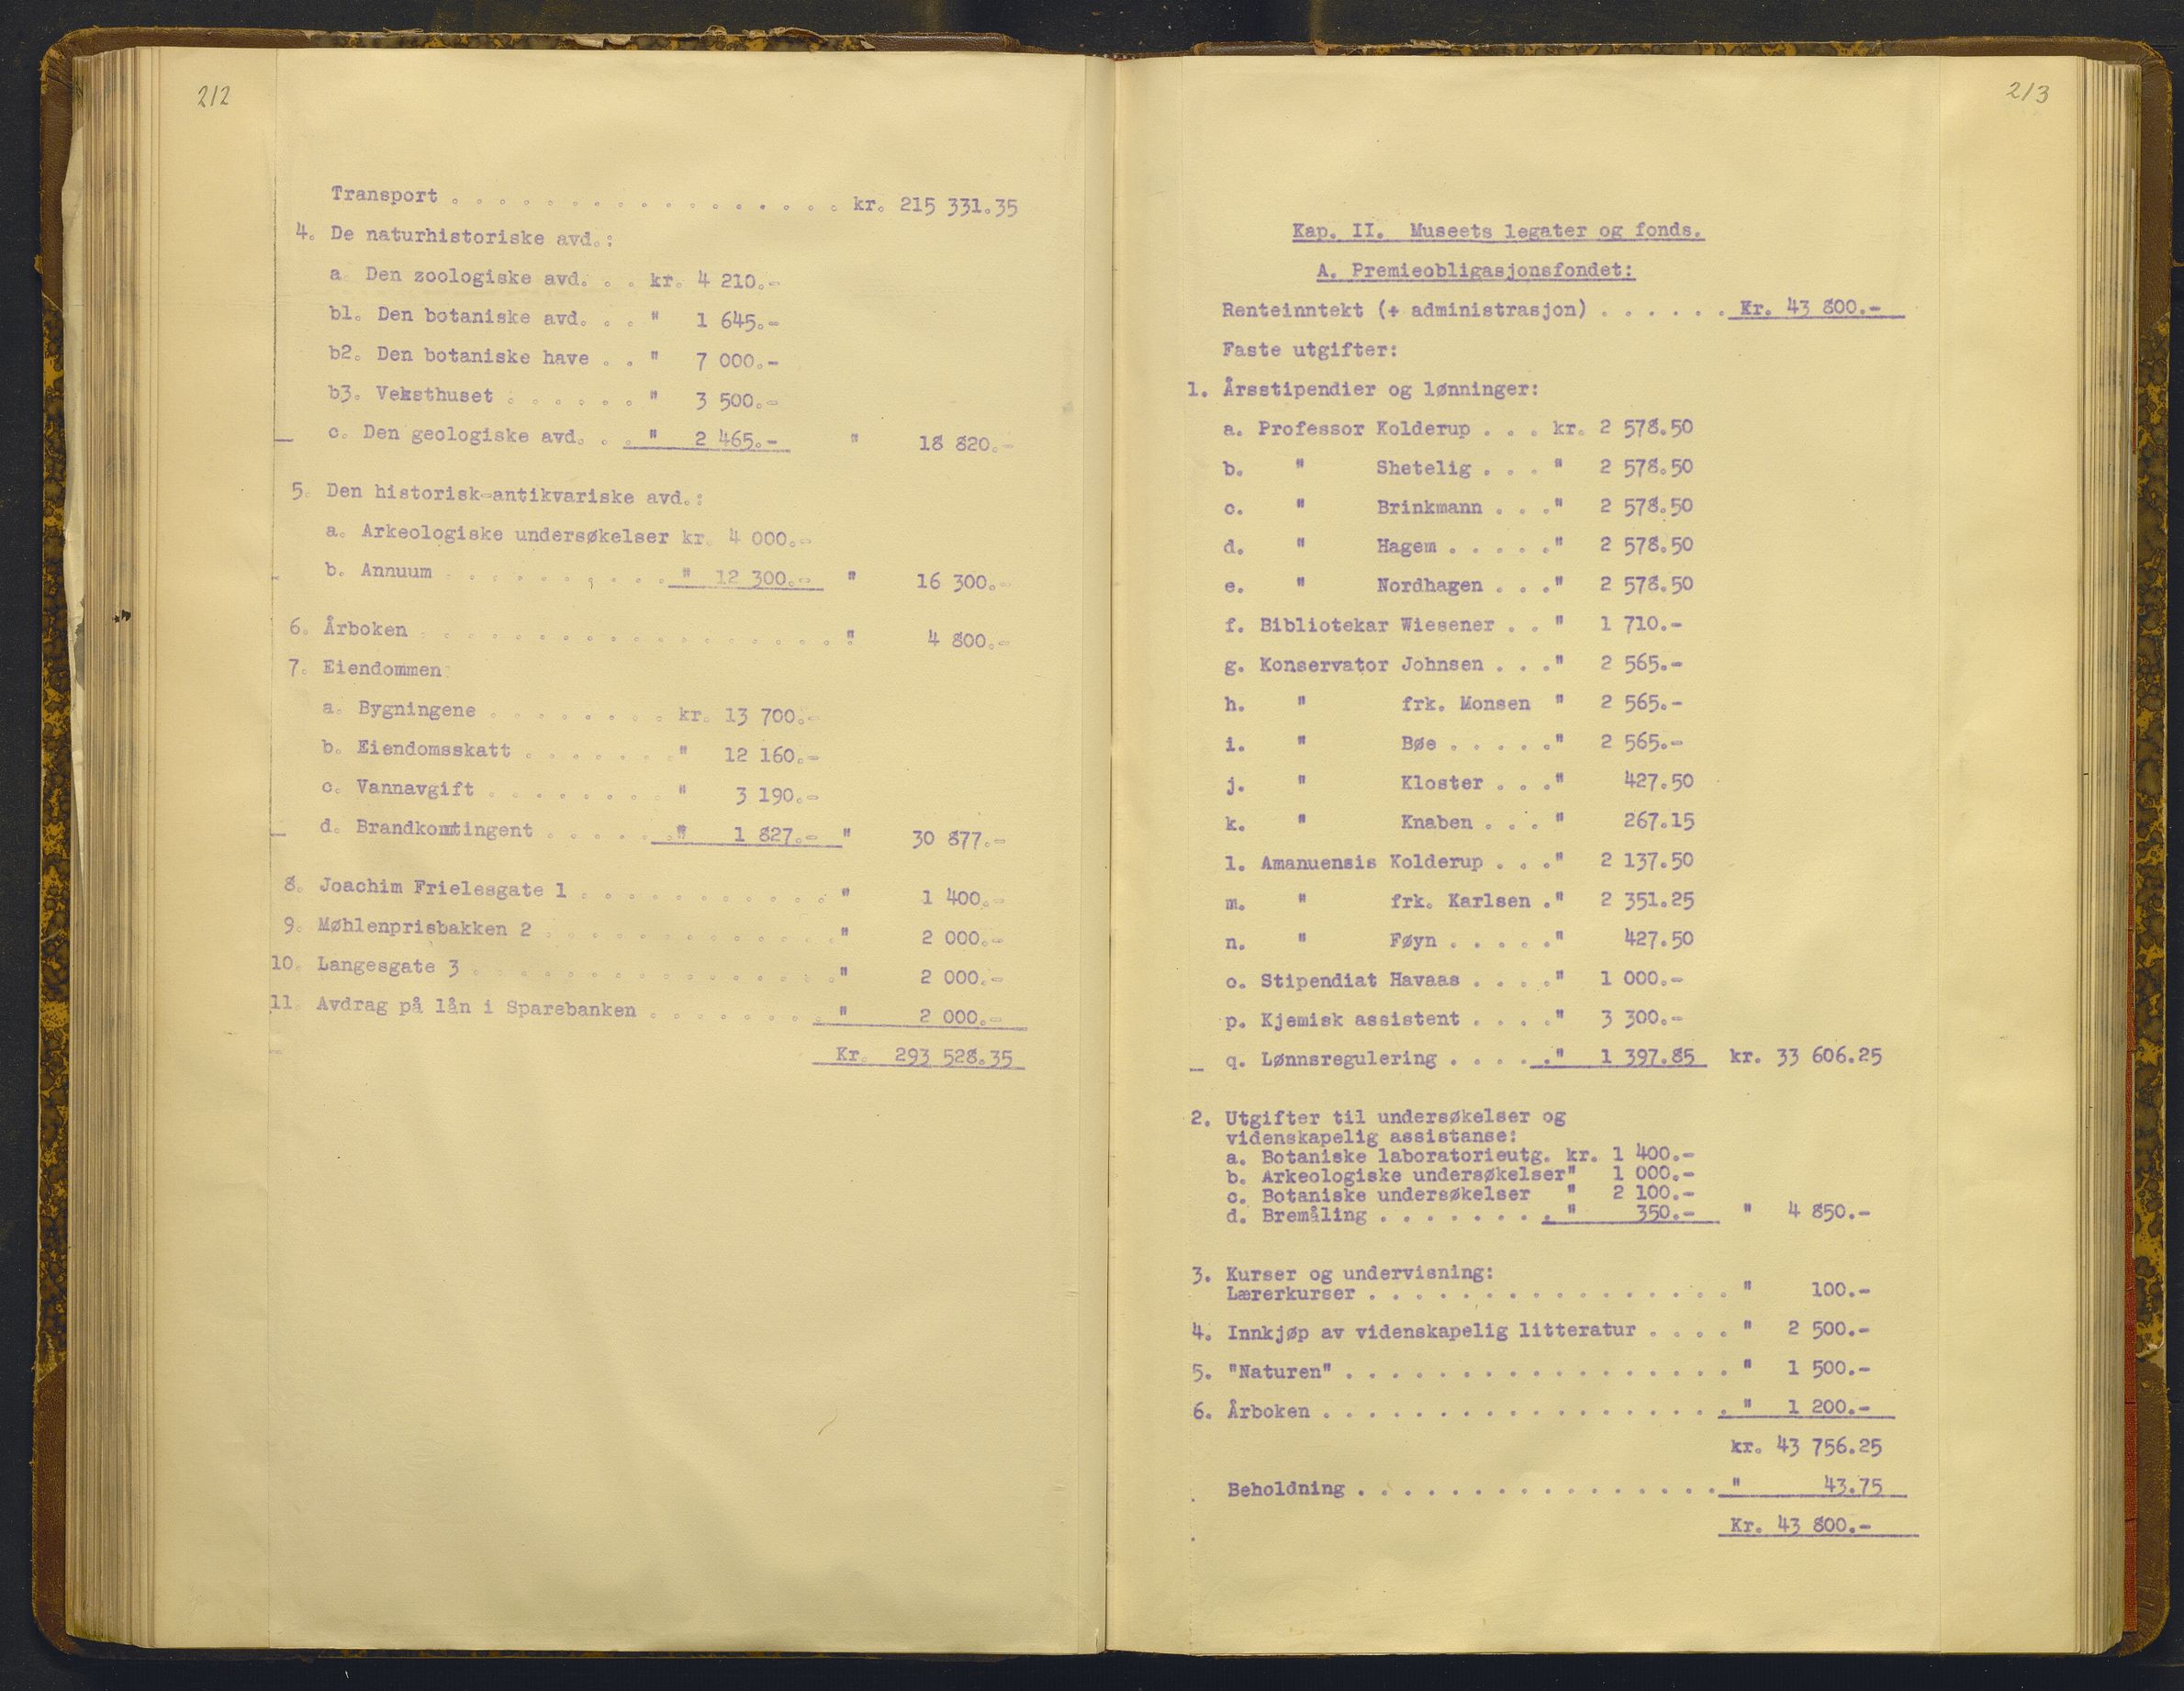 212
Transport . . . . . . . . . . . . . . . . . kr. 215 331.35
4. De naturhistoriske avd.:
a Den zoologiske avd. . . kr. 4 210.-
b1. Den botaniske avd. . . " 1 645.-
b2. Den botaniske have . . " 7 000.-
b3. Veksthuset . . . . . . " 3 500.-
c. Den geologiske avd. . . " 2 465.- " 18 820.-
5. Den historisk-antikvariske avd.:
a. Arkeologiske undersøkelser kr. 4 000.-
b. Annuum . . . . . . . . . . " 12 300.- " 16 300.-
6. Årboken . . . . . . . . . . . . . . . . . . " 4 800.-
7. Eiendommen
a. Bygningene . . . . . . . . kr. 13 700.-
b. Eiendomsskatt . . . . . . . " 12 160.-
c. Vannavgift . . . . . . . . " 3 190.-
d. Brandkontingent . . . . . . " 1 827.- " 30 877.-
8. Joachim Frielesgate 1 . . . . . . . . . . . " 1 400.-
9. Møhlenprisbakken 2 . . . . . . . . . . . . . " 2 000.-
10. Langesgate 3 . . . . . . . . . . . . . . . . " 2 000.-
11. Avdrag på lån i Sparebanken . . . . . . . . " 2 000.-
Kr. 293 528.35
213
Kap. II. Museets legater og fonds.
A. Premieobligasjonsfondet:
Renteinntekt (+ administrasjon) . . . . . . Kr. 43 800.-
Faste utgifter:
1. Årsstipendier og lønninger:
a. Professor Kolderup . . . kr. 2 578.50
b. " Shetelig . . . " 2 578.50
c. " Brinkmann . . . " 2 578.50
d. " Hagem . . . . . " 2 578.50
e. " Nordhagen . . . " 2 578.50
f. Bibliotekar Wiesener . . " 1 710.-
g. Konservator Johnsen . . . " 2 565.-
h. " frk. Monsen " 2 565.-
i. " Bøe . . . . . " 2 565.-
j. " Kloster . . . " 427.50
k. " Knaben . . . " 267.15
l. Amanuensis Kolderup . . . " 2 137.50
m. " frk. Karlsen . " 2 351.25
n. " Føyn . . . . . " 427.50
o. Stipendiat Havaas . . . . " 1 000.-
p. Kjemisk assistent . . . . " 3 300.-
q. Lønnsregulering . . . . . " 1 397.85 kr. 33 606.25
2. Utgifter til undersøkelser og
videnskapelig assistanse:
a. Botaniske laboratorieutg. kr. 1 400.-
b. Arkeologiske undersøkelser " 1 000.-
c. Botaniske undersøkelser " 2 100.-
d. Bremåling . . . . . . . . " 350.- " 4 850.-
3. Kurser og undervisning:
Lærerkurser . . . . . . . . . . . . . . . . " 100.-
4. Innkjøp av videnskapelig litteratur . . . . " 2 500.-
5. "Naturen" . . . . . . . . . . . . . . . . . " 1 500.-
6. Årboken . . . . . . . . . . . . . . . . . . " 1 200.-
kr. 43 756.25
Beholdning . . . . . . . . . . . . . . . . " 43.75
Kr. 43 800.-